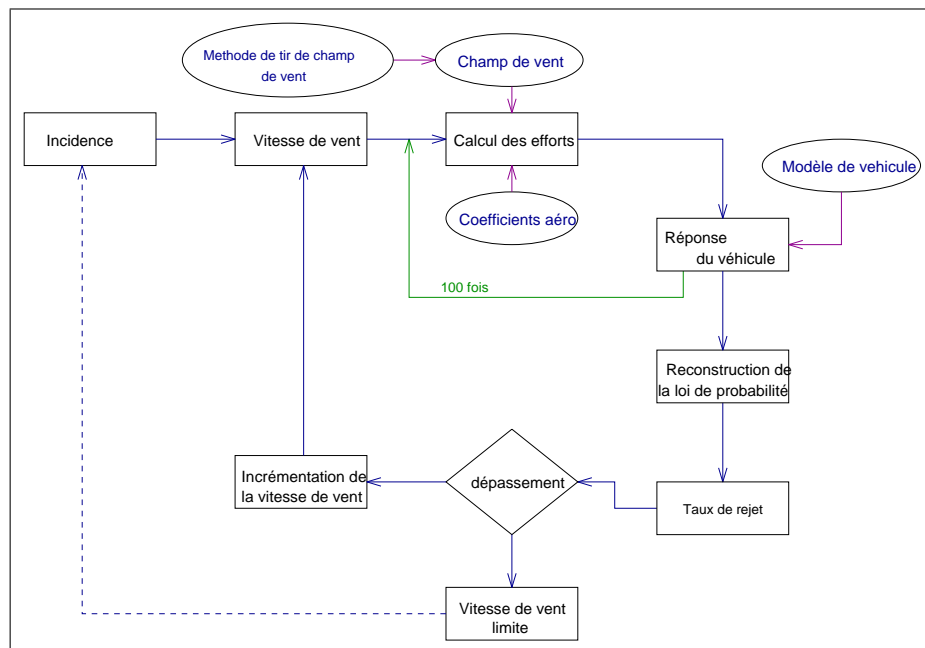 Methode de tir de champ
de vent
Champ de vent
Incidence
Vitesse de vent
Calcul des efforts
Modèle de vehicule
Coefficients aéro
Réponse
du véhicule
100 fois
Reconstruction de
la loi de probabilité
Incrémentation de
la vitesse de vent
dépassement
Taux de rejet
Vitesse de vent
limite